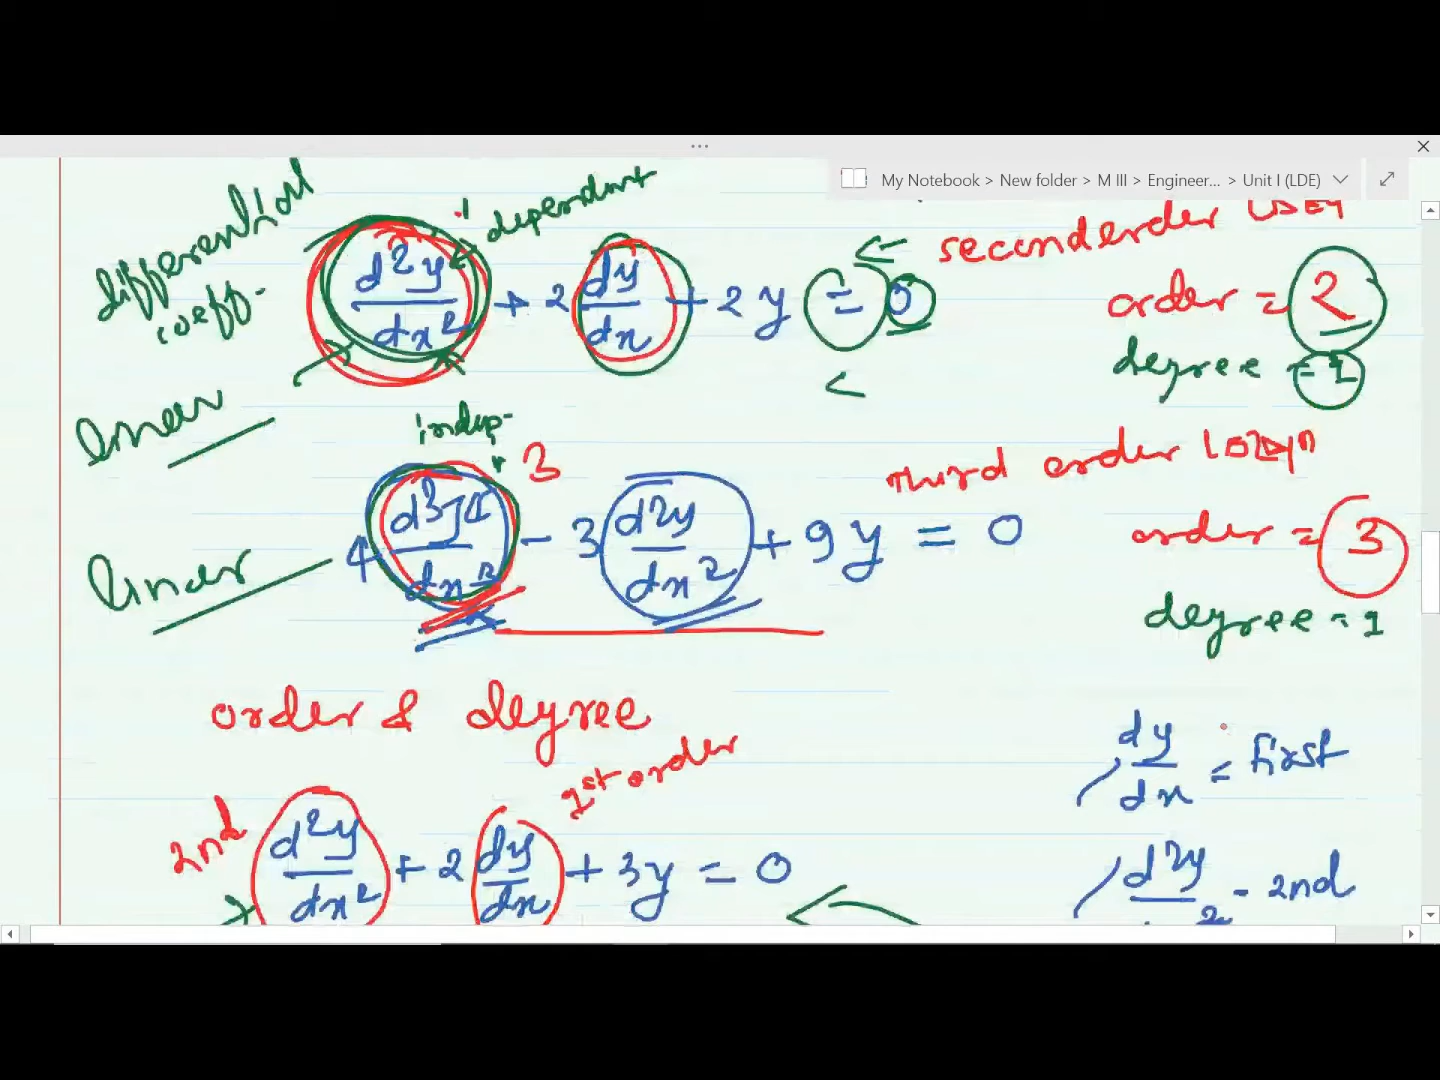 My Notebook > New folder > M III > Engineer... > Unit I (LDE)
differential
coeff.
dependant
d²y/dx² + 2 dy/dx + 2y = 0
second order
order = 2
degree = 1
linear
indep.
3
Third order
4 d³y/dx³ - 3 d²y/dx² + 9y = 0
order = 3
linear
degree = 1
order & degree
1st order
dy/dx = First
2nd
d²y/dx² + 2 dy/dx + 3y = 0
d²y - 2nd